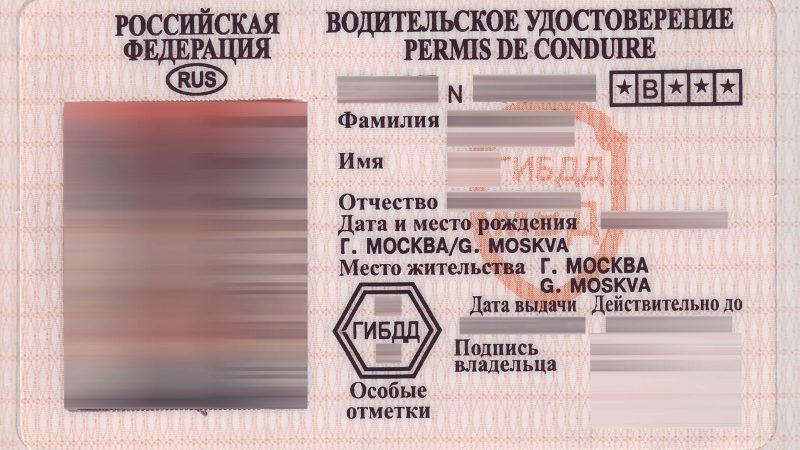 РОССИЙСКАЯ
ФЕДЕРАЦИЯ
RUS
ВОДИТЕЛЬСКОЕ УДОСТОВЕРЕНИЕ
PERMIS DE CONDUIRE
N
★ B ★ ★ ★
Фамилия
Имя
ГИБДД
Отчество
Дата и место рождения
Г. МОСКВА/G. MOSKVA
Место жительства Г. МОСКВА
G. MOSKVA
Дата выдачи Действительно до
ГИБДД
Подпись
владельца
Особые
отметки